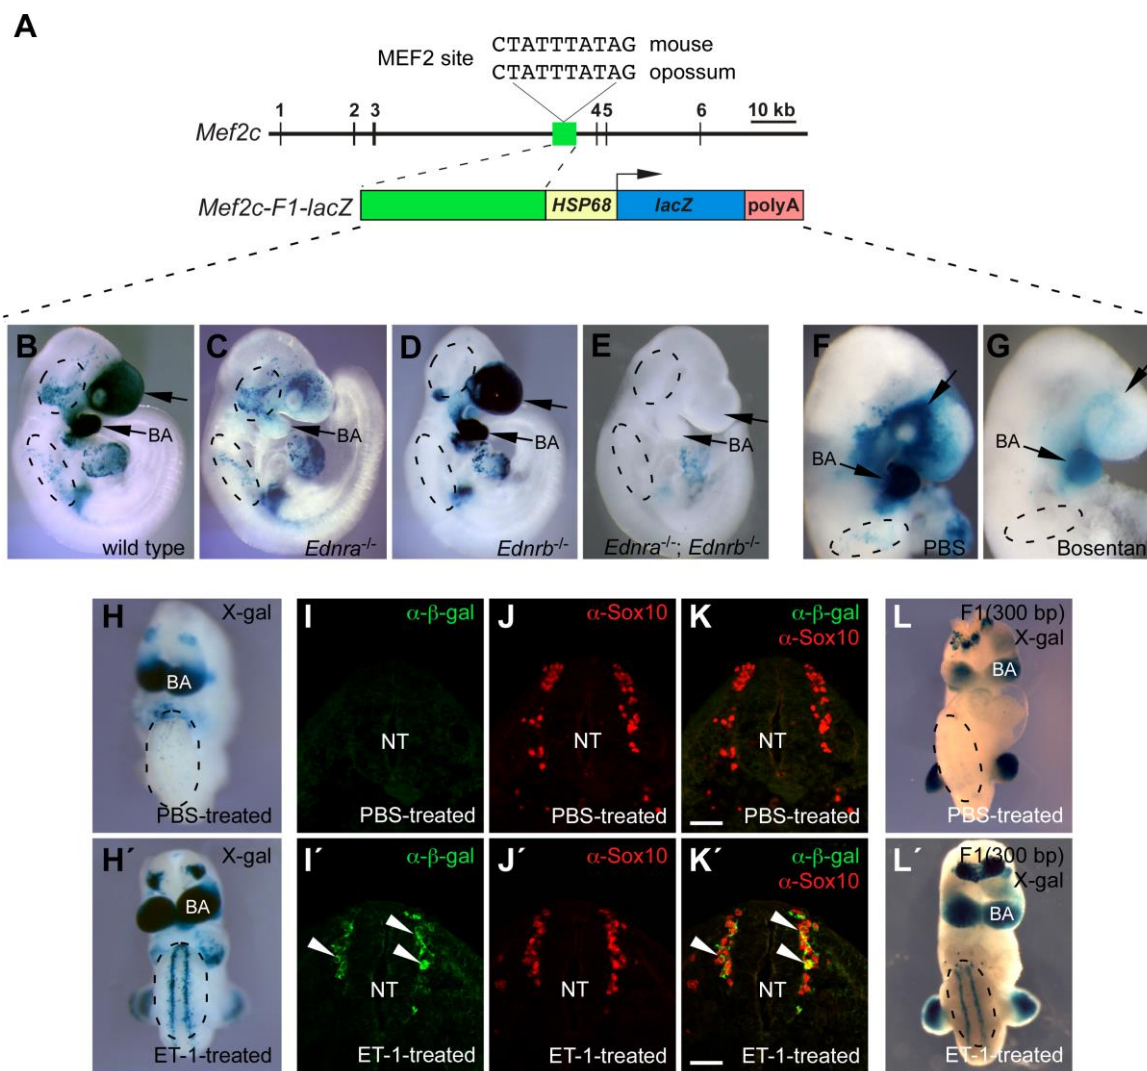 A
MEF2 site
CTATTTATAG mouse
CTATTTATAG opossum
1 2 3 45 6 10 kb
Mef2c
Mef2c-F1-lacZ HSP68 lacZ polyA
B C D E F G
BA BA BA BA BA BA
wild type Ednra-/- Ednrb-/- Ednra-/-; Ednrb-/- PBS Bosentan
H X-gal I α-β-gal J α-Sox10 K α-β-gal L F1(300 bp)
α-Sox10 X-gal
BA BA
NT NT NT
PBS-treated PBS-treated PBS-treated PBS-treated
H´ X-gal I´ α-β-gal J´ α-Sox10 K´ α-β-gal L´ F1(300 bp)
α-Sox10 X-gal
BA BA
NT NT NT
ET-1-treated ET-1-treated ET-1-treated ET-1-treated ET-1-treated